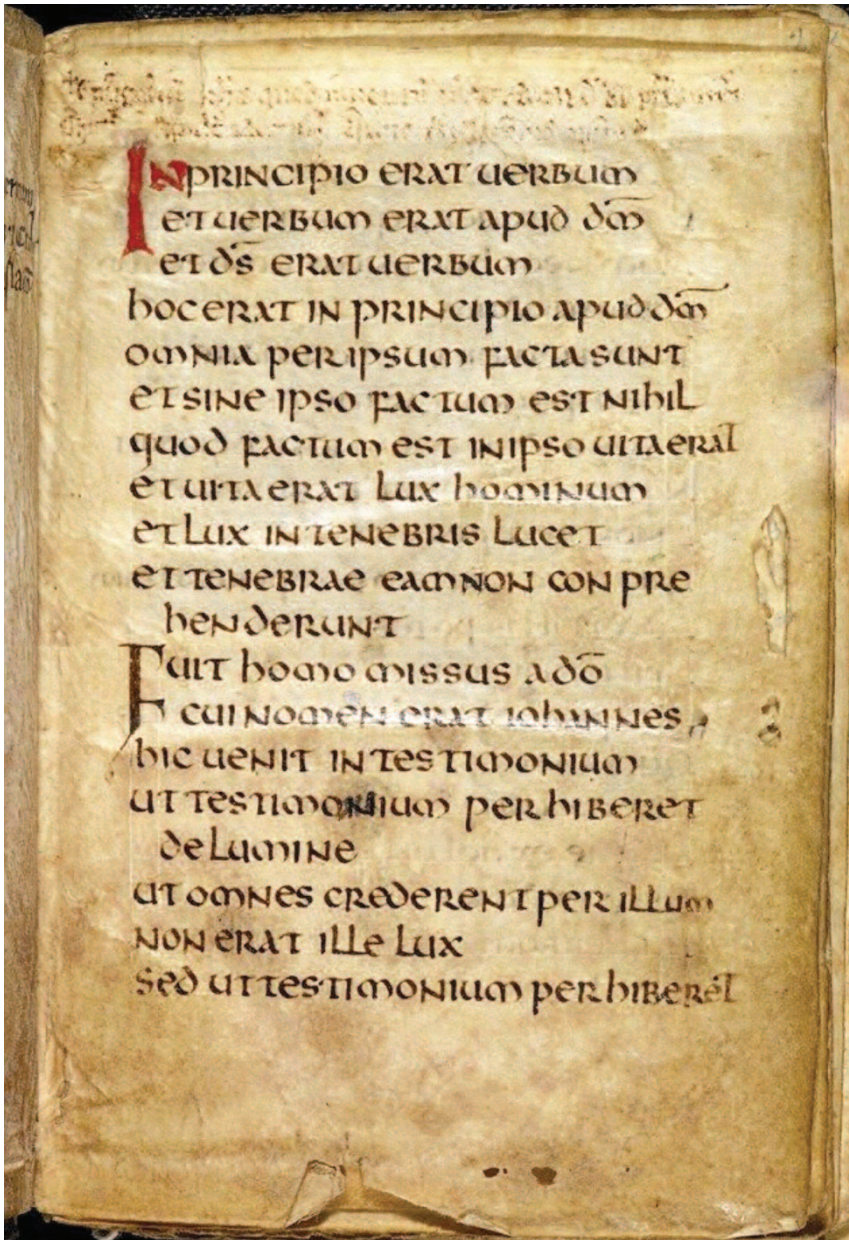 IN PRINCIPIO ERAT UERBUM
ET UERBUM ERAT APUD DM̄
ET DS̄ ERAT UERBUM
HOC ERAT IN PRINCIPIO APUD DM̄
OMNIA PER IPSUM FACTA SUNT
ET SINE IPSO FACTUM EST NIHIL
QUOD FACTUM EST IN IPSO UITA ERAT
ET UITA ERAT LUX HOMINUM
ET LUX IN TENEBRIS LUCET
ET TENEBRAE EAM NON CONPRE
HENDERUNT
FUIT HOMO MISSUS A DŌ
CUI NOMEN ERAT IOHANNES
HIC UENIT IN TESTIMONIUM
UT TESTIMONIUM PERHIBERET
DE LUMINE
UT OMNES CREDERENT PER ILLUM
NON ERAT ILLE LUX
SED UT TESTIMONIUM PERHIBERET